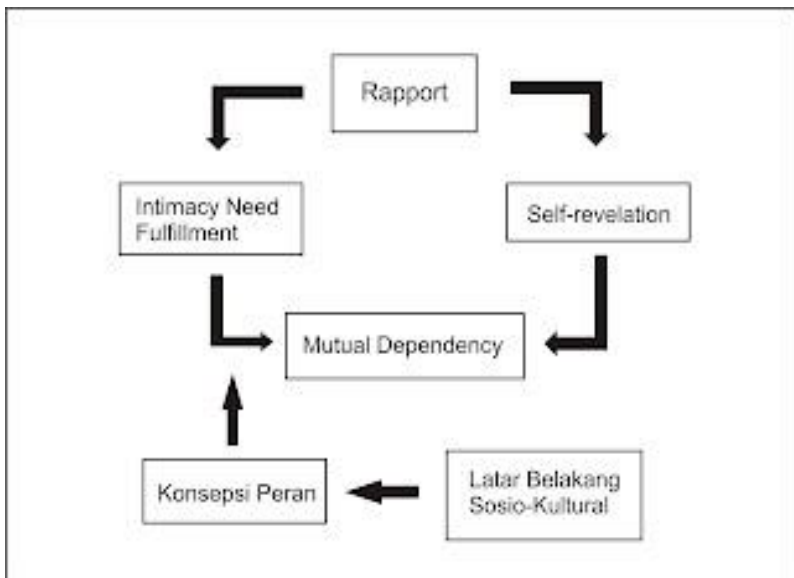 Rapport
Intimacy Need
Fulfillment
Self-revelation
Mutual Dependency
Konsepsi Peran
Latar Belakang
Sosio-Kultural